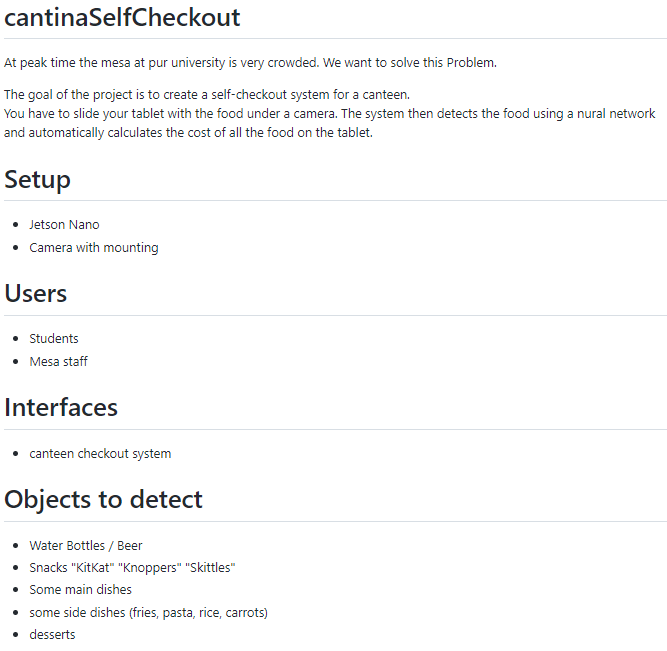 cantinaSelfCheckout
At peak time the mesa at pur university is very crowded. We want to solve this Problem.
The goal of the project is to create a self-checkout system for a canteen.
You have to slide your tablet with the food under a camera. The system then detects the food using a nural network
and automatically calculates the cost of all the food on the tablet.
Setup
• Jetson Nano
• Camera with mounting
Users
• Students
• Mesa staff
Interfaces
• canteen checkout system
Objects to detect
• Water Bottles / Beer
• Snacks "KitKat" "Knoppers" "Skittles"
• Some main dishes
• some side dishes (fries, pasta, rice, carrots)
• desserts